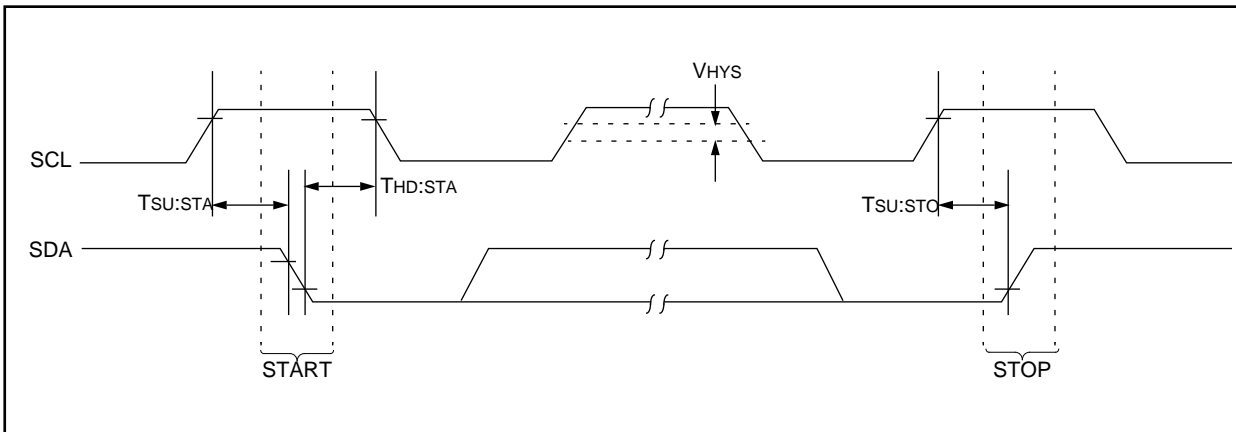 VHYS
SCL
THD:STA
TSU:STA
TSU:STO
SDA
START
STOP